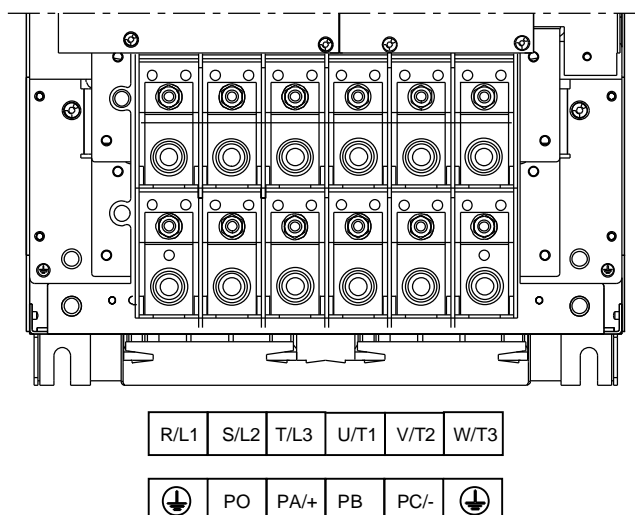 R/L1 S/L2 T/L3 U/T1 V/T2 W/T3
PO PA/+ PB PC/-